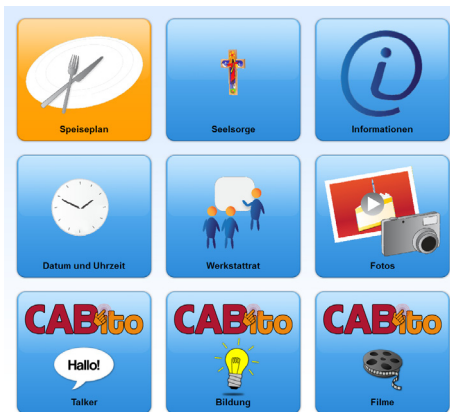 Speiseplan
Seelsorge
Informationen
Datum und Uhrzeit
Werkstattrat
Fotos
CABito
Hallo!
Talker
CABito
Bildung
CABito
Filme